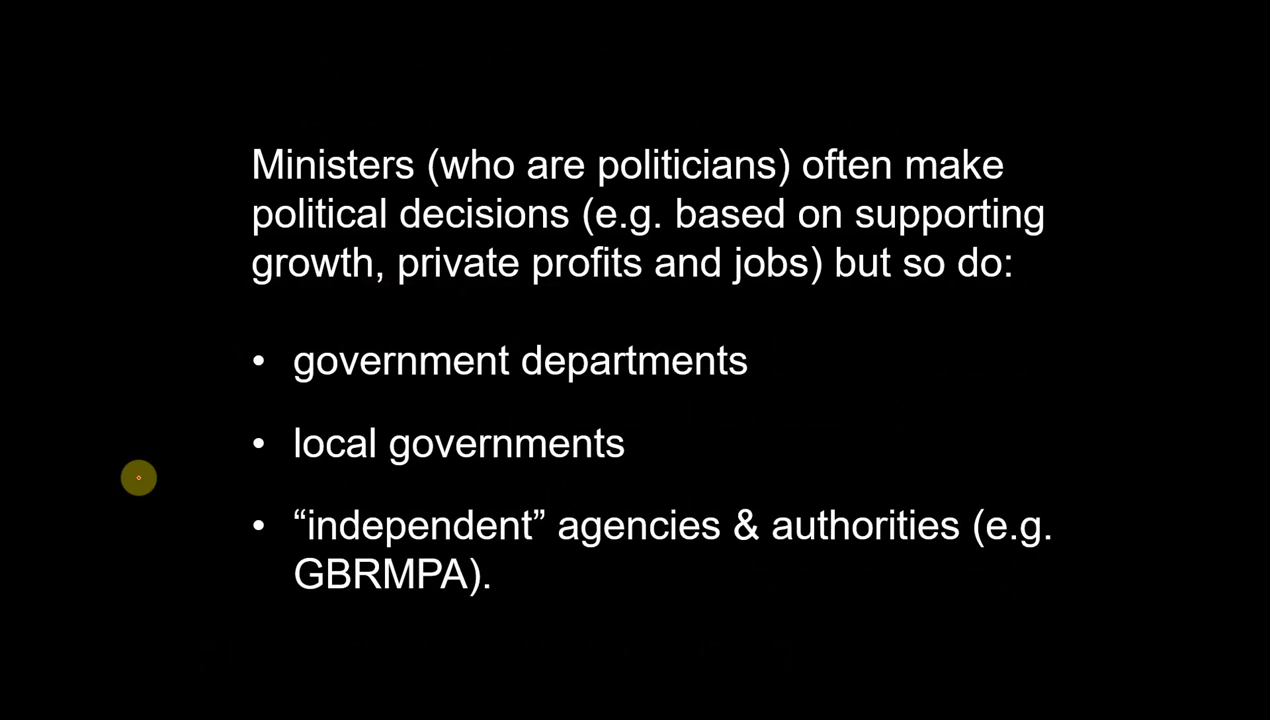 Ministers (who are politicians) often make
political decisions (e.g. based on supporting
growth, private profits and jobs) but so do:
• government departments
• local governments
• “independent” agencies & authorities (e.g.
GBRMPA).